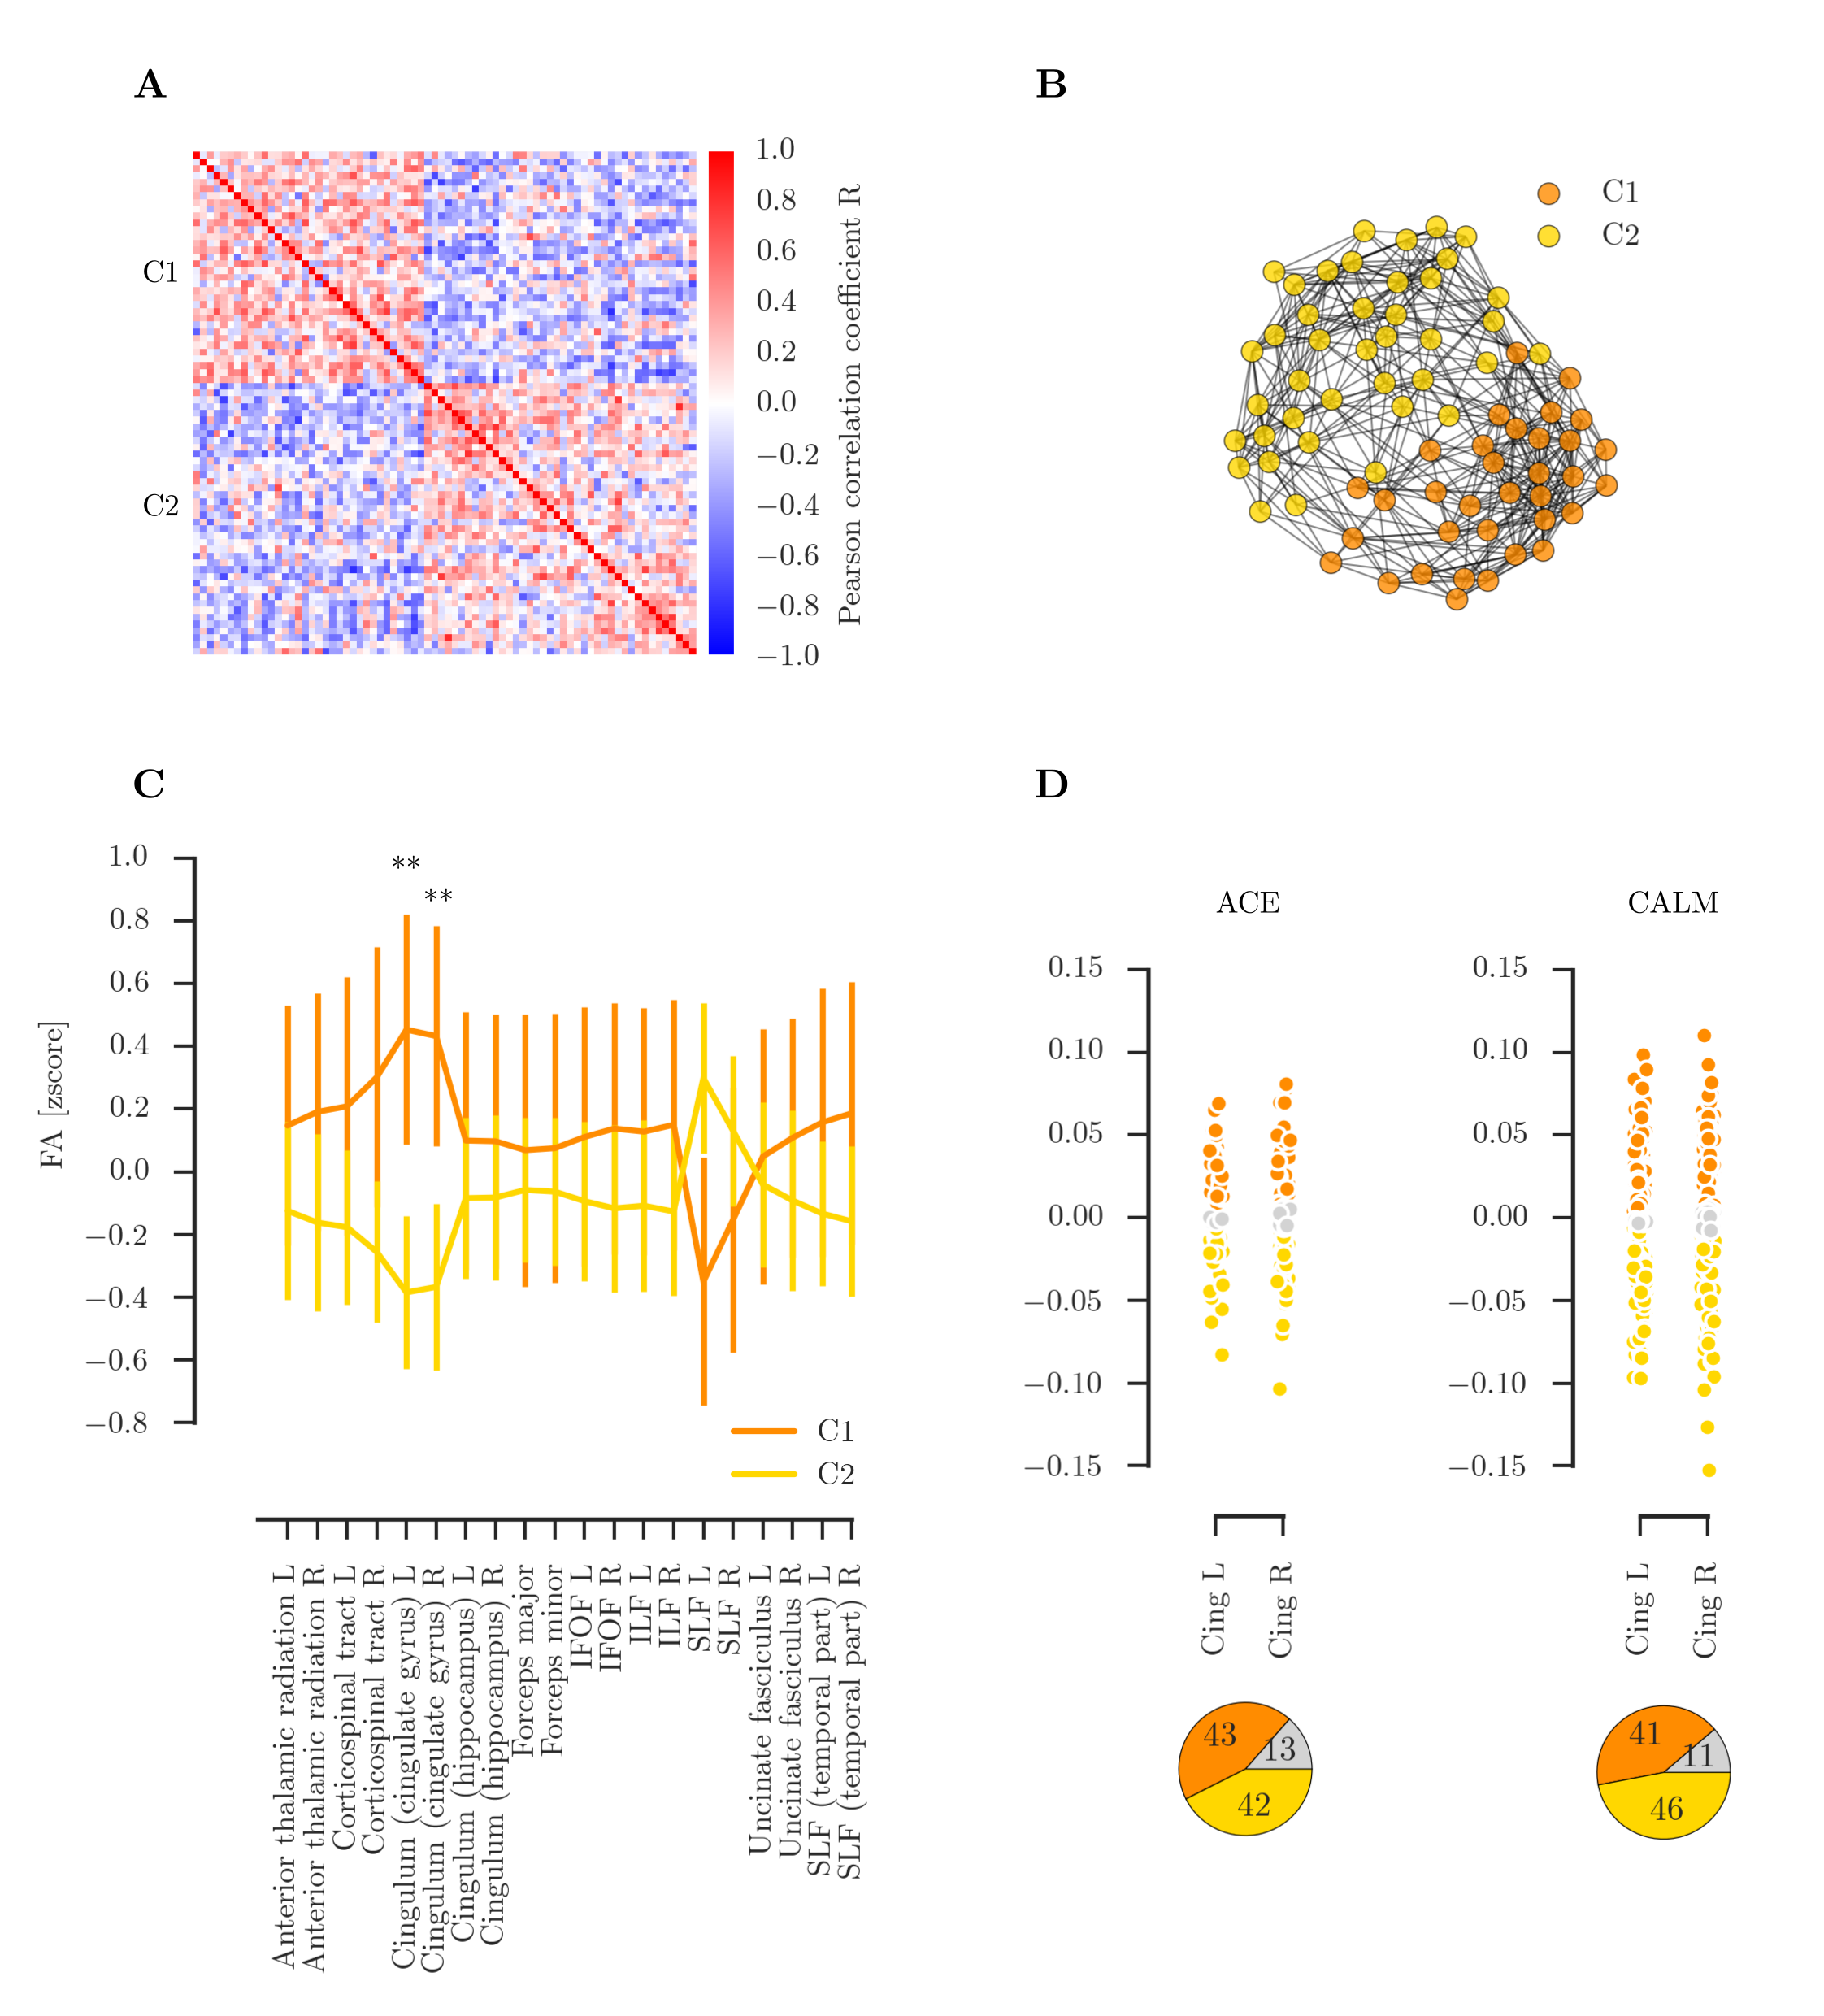 A
B
C1
C2
1.0
0.8
0.6
0.4
0.2
0.0
−0.2
−0.4
−0.6
−0.8
−1.0
Pearson correlation coefficient R
C1
C2
C
D
**
**
1.0
0.8
0.6
0.4
0.2
0.0
−0.2
−0.4
−0.6
−0.8
FA [zscore]
C1
C2
Anterior thalamic radiation L
Anterior thalamic radiation R
Corticospinal tract L
Corticospinal tract R
Cingulum (cingulate gyrus) L
Cingulum (cingulate gyrus) R
Cingulum (hippocampus) L
Cingulum (hippocampus) R
Forceps major
Forceps minor
IFOF L
IFOF R
ILF L
ILF R
SLF L
SLF R
Uncinate fasciculus L
Uncinate fasciculus R
SLF (temporal part) L
SLF (temporal part) R
ACE
0.15
0.10
0.05
0.00
−0.05
−0.10
−0.15
Cing L
Cing R
43
13
42
CALM
0.15
0.10
0.05
0.00
−0.05
−0.10
−0.15
Cing L
Cing R
41
11
46